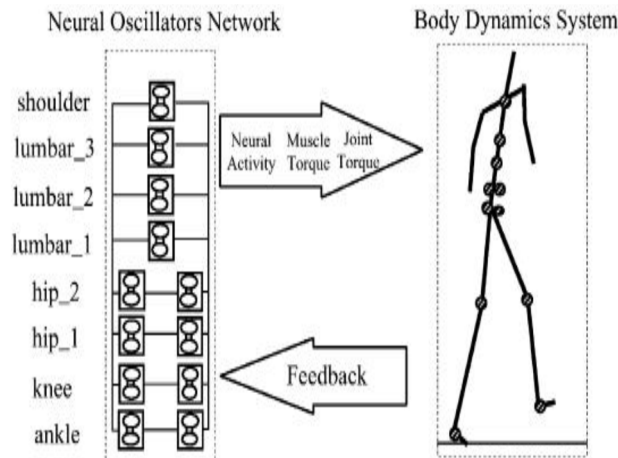 Neural Oscillators Network
Body Dynamics System
shoulder
lumbar_3
lumbar_2
lumbar_1
hip_2
hip_1
knee
ankle
Neural Muscle Joint
Activity Torque Torque
Feedback